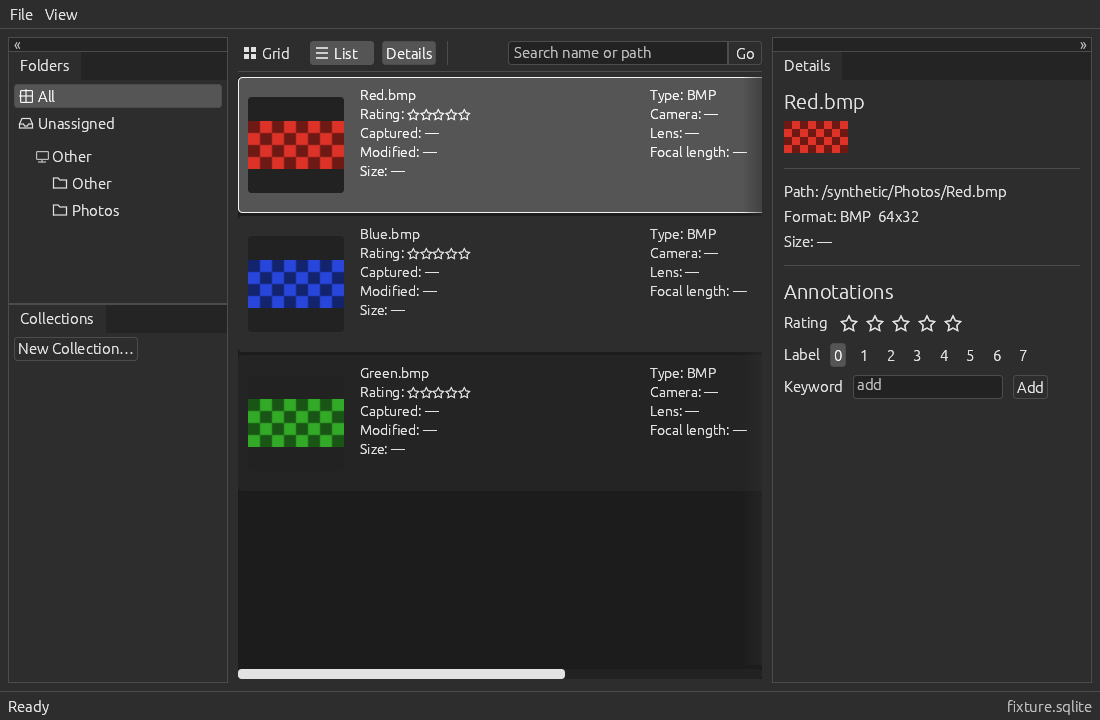 File View
«
Folders
All
Unassigned
Other
Other
Photos
Collections
New Collection...
Grid List Details Search name or path Go
Red.bmp
Rating:
Captured: —
Modified: —
Size: —
Type: BMP
Camera: —
Lens: —
Focal length: —
Blue.bmp
Rating:
Captured: —
Modified: —
Size: —
Type: BMP
Camera: —
Lens: —
Focal length: —
Green.bmp
Rating:
Captured: —
Modified: —
Size: —
Type: BMP
Camera: —
Lens: —
Focal length: —
»
Details
Red.bmp
Path: /synthetic/Photos/Red.bmp
Format: BMP 64x32
Size: —
Annotations
Rating
Label 0 1 2 3 4 5 6 7
Keyword add Add
Ready
fixture.sqlite